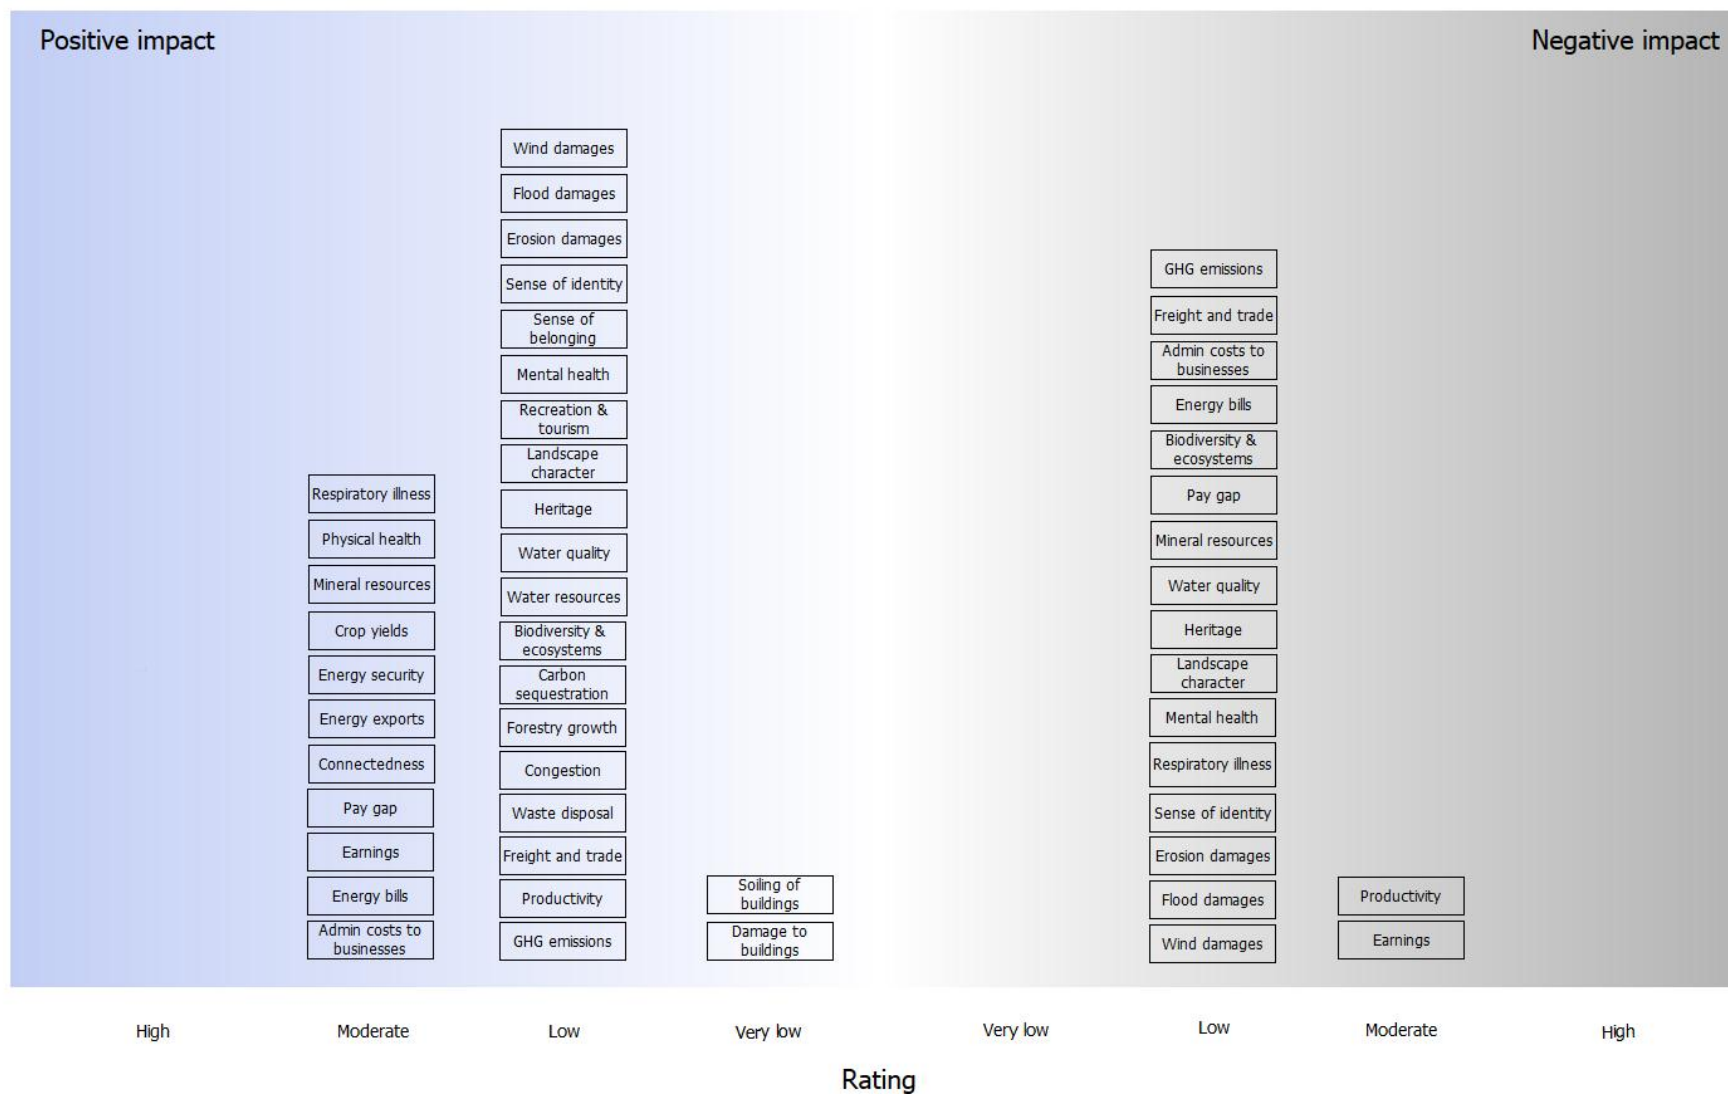 Positive impact
Negative impact
Respiratory illness
Physical health
Mineral resources
Crop yields
Energy security
Energy exports
Connectedness
Pay gap
Earnings
Energy bills
Admin costs to
businesses
Wind damages
Flood damages
Erosion damages
Sense of identity
Sense of
belonging
Mental health
Recreation &
tourism
Landscape
character
Heritage
Water quality
Water resources
Biodiversity &
ecosystems
Carbon
sequestration
Forestry growth
Congestion
Waste disposal
Freight and trade
Productivity
GHG emissions
Soiling of
buildings
Damage to
buildings
GHG emissions
Freight and trade
Admin costs to
businesses
Energy bills
Biodiversity &
ecosystems
Pay gap
Mineral resources
Water quality
Heritage
Landscape
character
Mental health
Respiratory illness
Sense of identity
Erosion damages
Flood damages
Wind damages
Productivity
Earnings
High
Moderate
Low
Very low
Very low
Low
Moderate
High
Rating